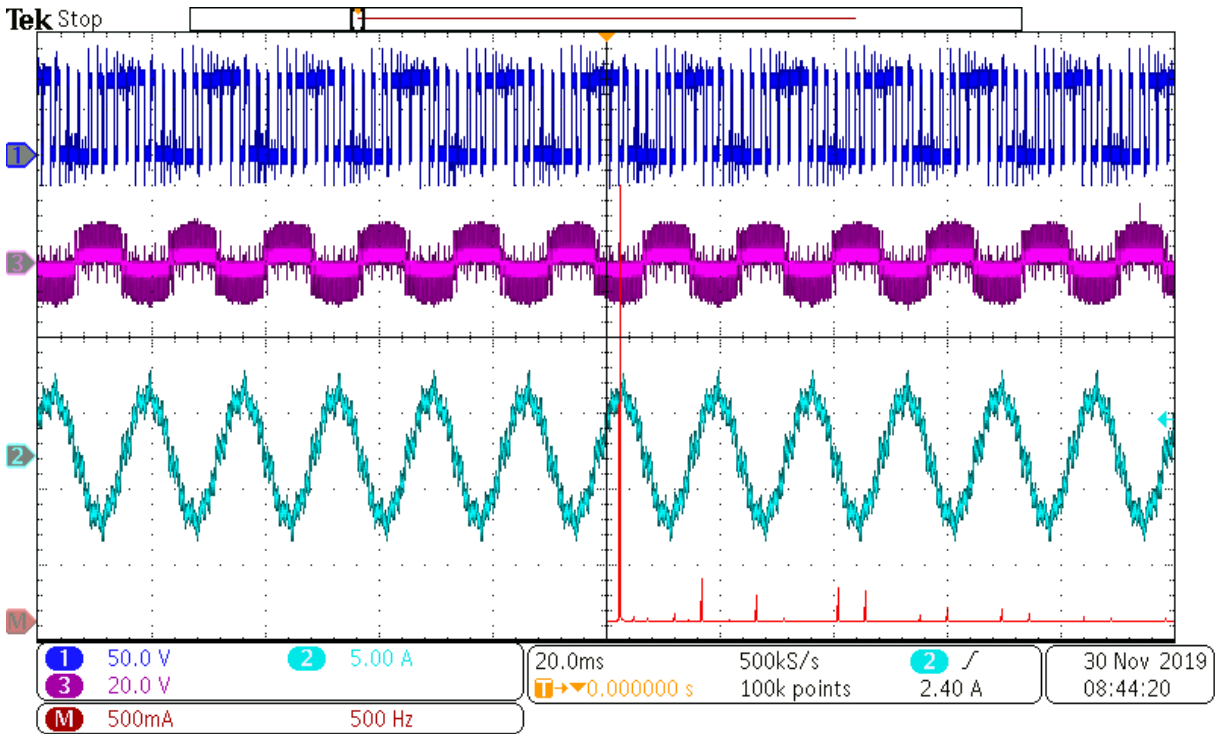 Tek Stop
1
3
2
M
1 50.0 V 2 5.00 A
3 20.0 V
M 500mA 500 Hz
20.0ms 500kS/s 2 /
T→▼0.000000 s 100k points 2.40 A
30 Nov 2019
08:44:20